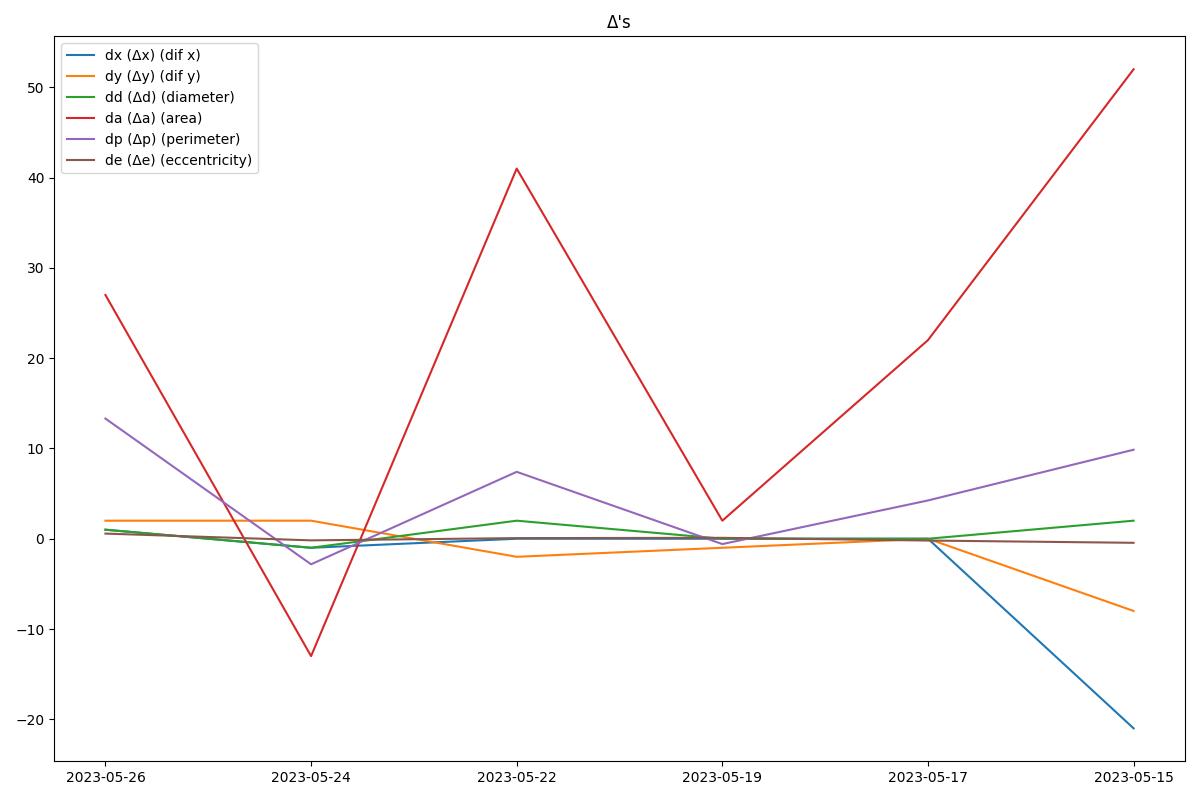 Δ's
dx (Δx) (dif x)
dy (Δy) (dif y)
dd (Δd) (diameter)
da (Δa) (area)
dp (Δp) (perimeter)
de (Δe) (eccentricity)
50
40
30
20
10
0
−10
−20
2023-05-26 2023-05-24 2023-05-22 2023-05-19 2023-05-17 2023-05-15